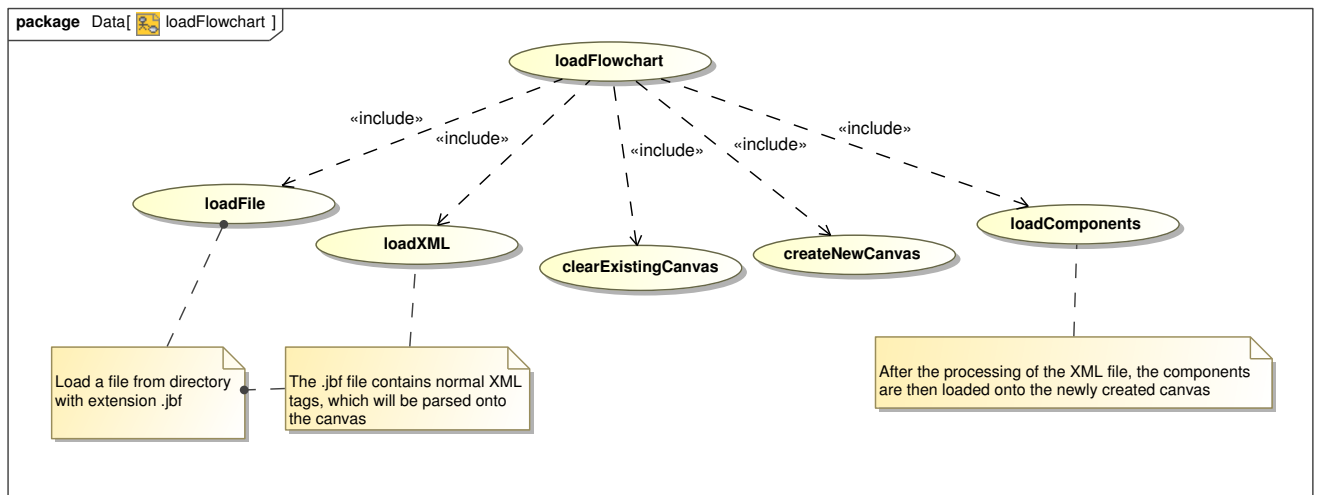 package Data[ loadFlowchart ]
loadFlowchart
«include»
«include»
«include»
«include»
«include»
loadFile
loadXML
clearExistingCanvas
createNewCanvas
loadComponents
Load a file from directory
with extension .jbf
The .jbf file contains normal XML
tags, which will be parsed onto
the canvas
After the processing of the XML file, the components
are then loaded onto the newly created canvas